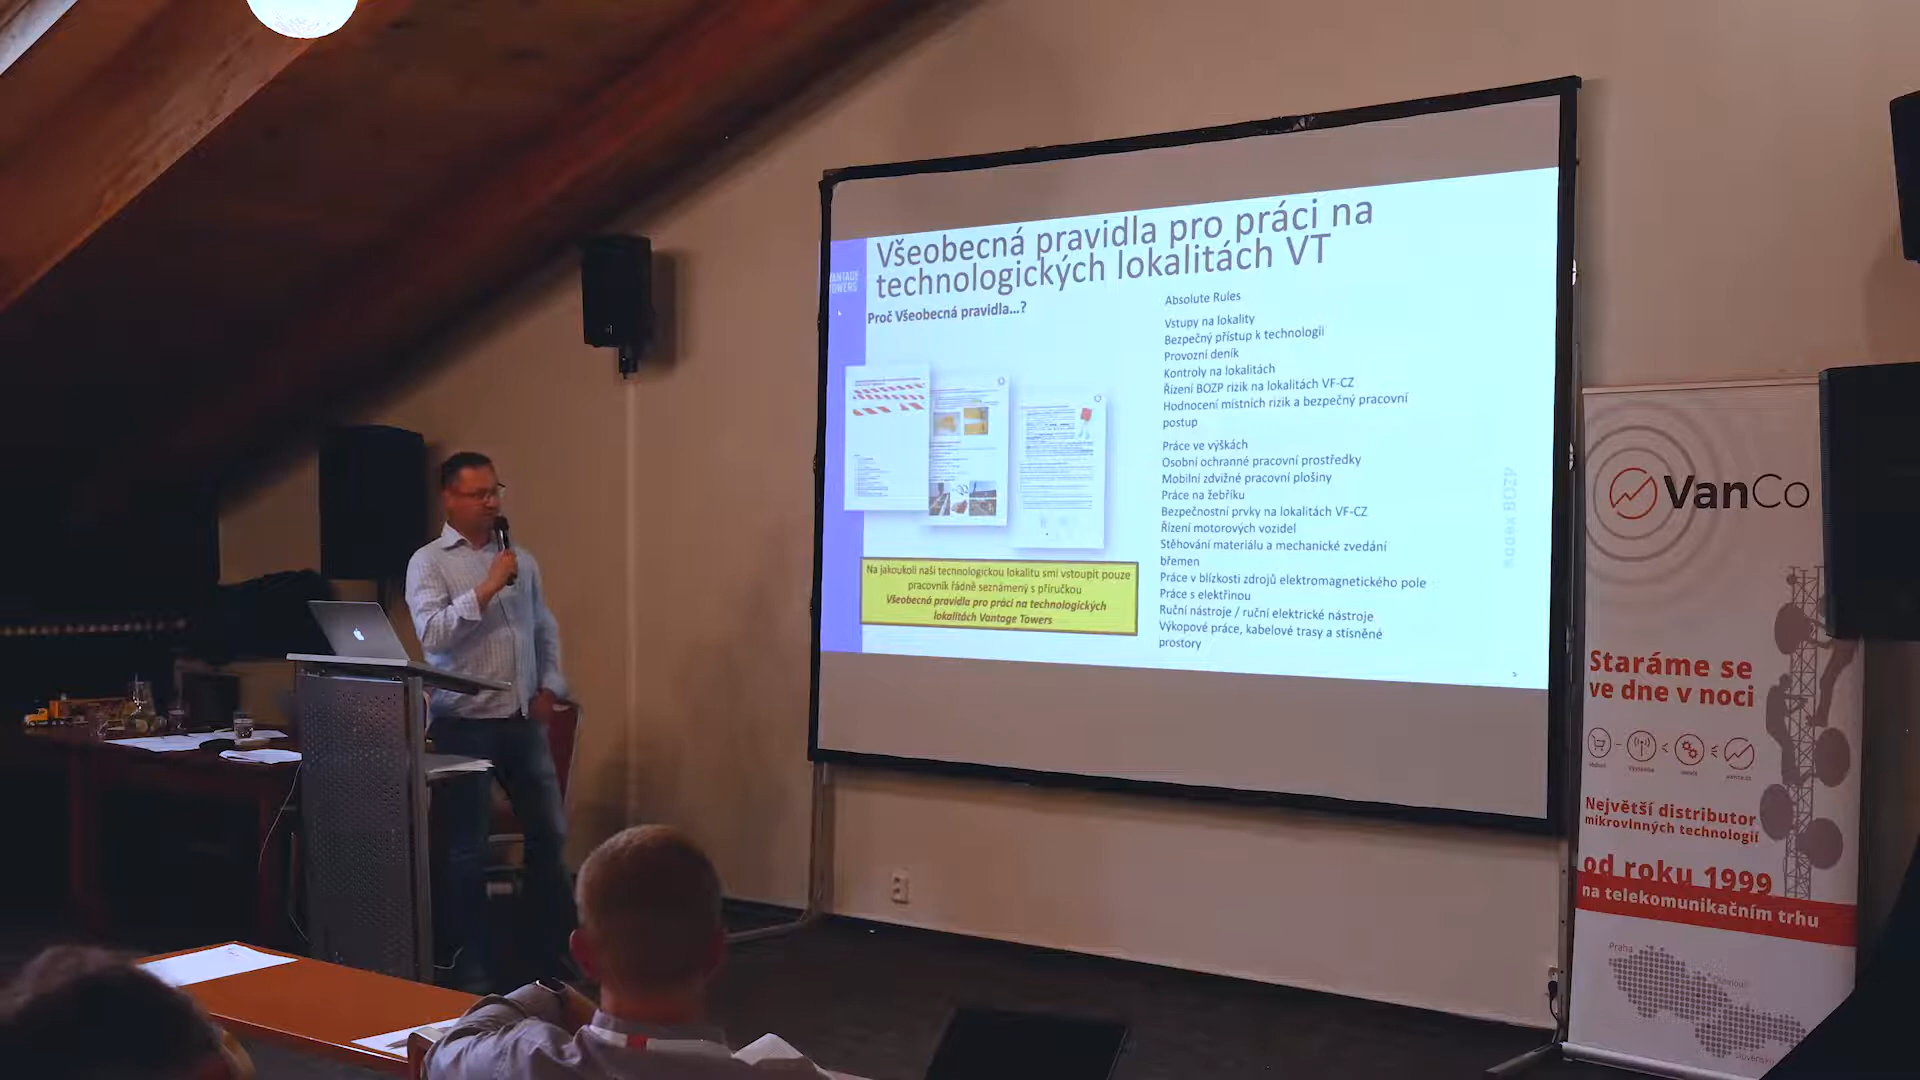 VANTAGE
TOWERS
Všeobecná pravidla pro práci na
technologických lokalitách VT
Proč Všeobecná pravidla...?
Na jakoukoli naši technologickou lokalitu smí vstoupit pouze
pracovník řádně seznámený s příručkou
Všeobecná pravidla pro práci na technologických
lokalitách Vantage Towers
Absolute Rules
Vstupy na lokality
Bezpečný přístup k technologii
Provozní deník
Kontroly na lokalitách
Řízení BOZP rizik na lokalitách VF-CZ
Hodnocení místních rizik a bezpečný pracovní
postup
Práce ve výškách
Osobní ochranné pracovní prostředky
Mobilní zdvižné pracovní plošiny
Práce na žebříku
Bezpečnostní prvky na lokalitách VF-CZ
Řízení motorových vozidel
Stěhování materiálu a mechanické zvedání
břemen
Práce v blízkosti zdrojů elektromagnetického pole
Práce s elektřinou
Ruční nástroje / ruční elektrické nástroje
Výkopové práce, kabelové trasy a stísněné
prostory
VanCo
Staráme se
ve dne v noci
Největší distributor
mikrovlnných technologií
od roku 1999
na telekomunikačním trhu
Praha
Olomouc